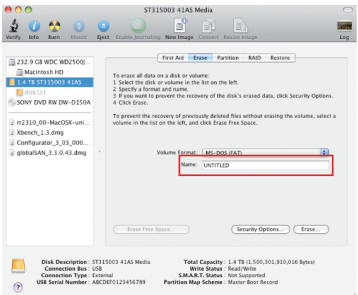 ST315003 41AS Media
Verify
Info
Burn
Mount
Eject
Enable Journaling
New Image
Convert
Resize Image
Log
232.9 GB WDC WD2500J...
Macintosh HD
1.4 TB ST315003 41AS ...
disk1s1
SONY DVD RW DW-D150A
rr2310_00-MacOSX-uni...
Xbench_1.3.dmg
Configurator_3_03_000...
globalSAN_3.3.0.43.dmg
First Aid
Erase
Partition
RAID
Restore
To erase all data on a disk or volume:
1 Select the disk or volume in the list on the left.
2 Specify a format and name.
3 If you want to prevent the recovery of the disk's erased data, click Security Options.
4 Click Erase.
To prevent the recovery of previously deleted files without erasing the volume, select a
volume in the list on the left, and click Erase Free Space.
Volume Format: MS-DOS (FAT)
Name: UNTITLED
Erase Free Space...
Security Options...
Erase...
Disk Description : ST315003 41AS Media
Connection Bus : USB
Connection Type : External
USB Serial Number : ABCDEF0123456789
Total Capacity : 1.4 TB (1,500,301,910,016 Bytes)
Write Status : Read/Write
S.M.A.R.T. Status : Not Supported
Partition Map Scheme : Master Boot Record
?